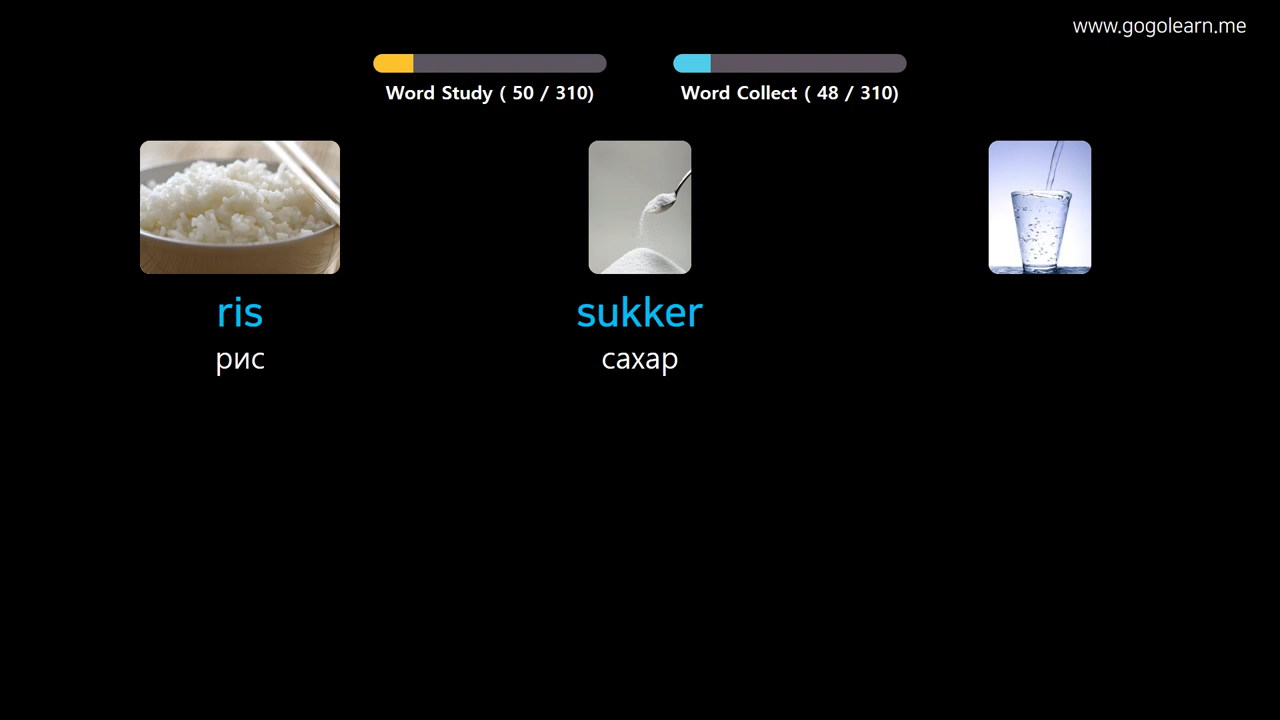 www.gogolearn.me
Word Study ( 50 / 310)
Word Collect ( 48 / 310)
ris
sukker
рис
сахар